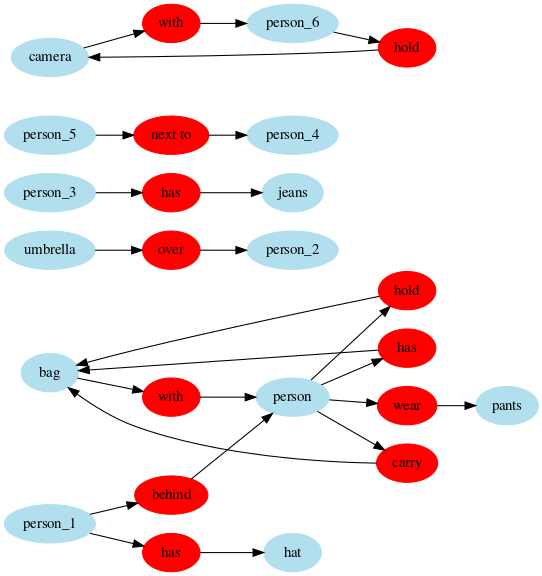 with
person_6
hold
camera
person_5
next to
person_4
person_3
has
jeans
umbrella
over
person_2
hold
has
bag
with
person
wear
pants
carry
behind
person_1
has
hat